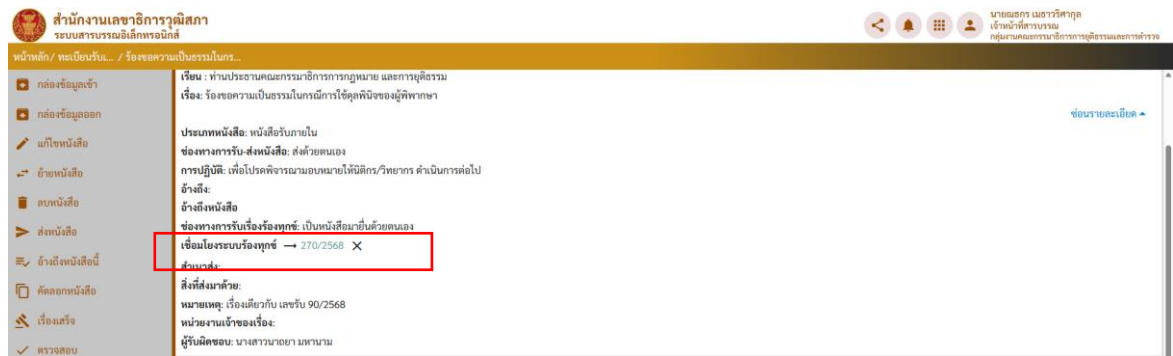 สำนักงานเลขาธิการวุฒิสภา
ระบบสารบรรณอิเล็กทรอนิกส์
นายณธกร เมธาวริศากุล
เจ้าหน้าที่สารบรรณ
กลุ่มงานคณะกรรมาธิการการยุติธรรมและการตำรวจ
หน้าหลัก/ ทะเบียนรับเ... / ร้องขอความเป็นธรรมในกร...
กล่องข้อมูลเข้า
กล่องข้อมูลออก
แก้ไขหนังสือ
ย้ายหนังสือ
ลบหนังสือ
ส่งหนังสือ
อ้างถึงหนังสือนี้
คัดลอกหนังสือ
เรื่องเสร็จ
ตรวจสอบ
เรียน : ท่านประธานคณะกรรมาธิการการกฎหมาย และการยุติธรรม
เรื่อง: ร้องขอความเป็นธรรมในกรณีการใช้ดุลพินิจของผู้พิพากษา
ซ่อนรายละเอียด
ประเภทหนังสือ: หนังสือรับภายใน
ช่องทางการรับ-ส่งหนังสือ: ส่งด้วยตนเอง
การปฏิบัติ: เพื่อโปรดพิจารณามอบหมายให้นิติกร/วิทยากร ดำเนินการต่อไป
อ้างถึง:
อ้างถึงหนังสือ
ช่องทางการรับเรื่องร้องทุกข์: เป็นหนังสือมายื่นด้วยตนเอง
เชื่อมโยงระบบร้องทุกข์ → 270/2568 X
สำเนาส่ง:
สิ่งที่ส่งมาด้วย:
หมายเหตุ: เรื่องเดียวกับ เลขรับ 90/2568
หน่วยงานเจ้าของเรื่อง:
ผู้รับผิดชอบ: นางสาวนาถยา มหานาม